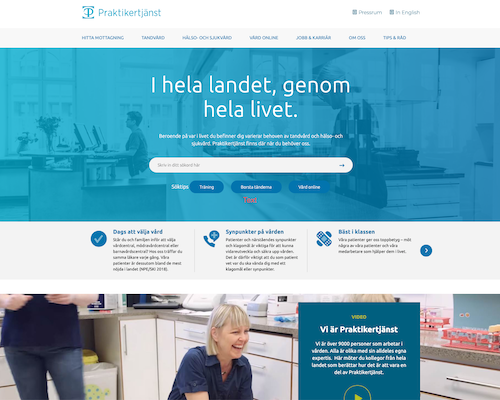 Praktikertjänst
Pressrum
In English
HITTA MOTTAGNING TANDVÅRD HÄLSO- OCH SJUKVÅRD VÅRD ONLINE JOBB & KARRIÄR OM OSS TIPS & RÅD
I hela landet, genom
hela livet.
Beroende på var i livet du befinner dig varierar behoven av tandvård och hälso- och
sjukvård. Praktikertjänst finns där när du behöver oss.
Skriv in ditt sökord här
Söktips Träning Borsta tänderna Vård online
Dags att välja vård
Står du och familjen inför att välja
vårdcentral, mödravårdcentral eller
barnavårdcentral? Hos oss träffar du
samma läkare varje gång. Våra
patienter är dessutom bland de mest
nöjda i landet (NPE/SKI 2018).
Synpunkter på vården
Patienter och närståendes synpunkter
och klagomål är viktiga för att kunna
vidareutveckla och säkra upp vården.
Det är därför viktigt att du som patient
vet var du ska vända dig med ett
klagomål eller synpunkter.
Bäst i klassen
Våra patienter ger oss toppbetyg – mött
några av våra patienter och våra
medarbetare som hjälper dem i livet.
VIDEO
Vi är Praktikertjänst
Vi är över 9000 personer som arbetar i
vården. Alla är olika med sin alldeles egna
expertis. Här möter du kollegor från hela
landet som berättar hur det är att vara en
del av Praktikertjänst.